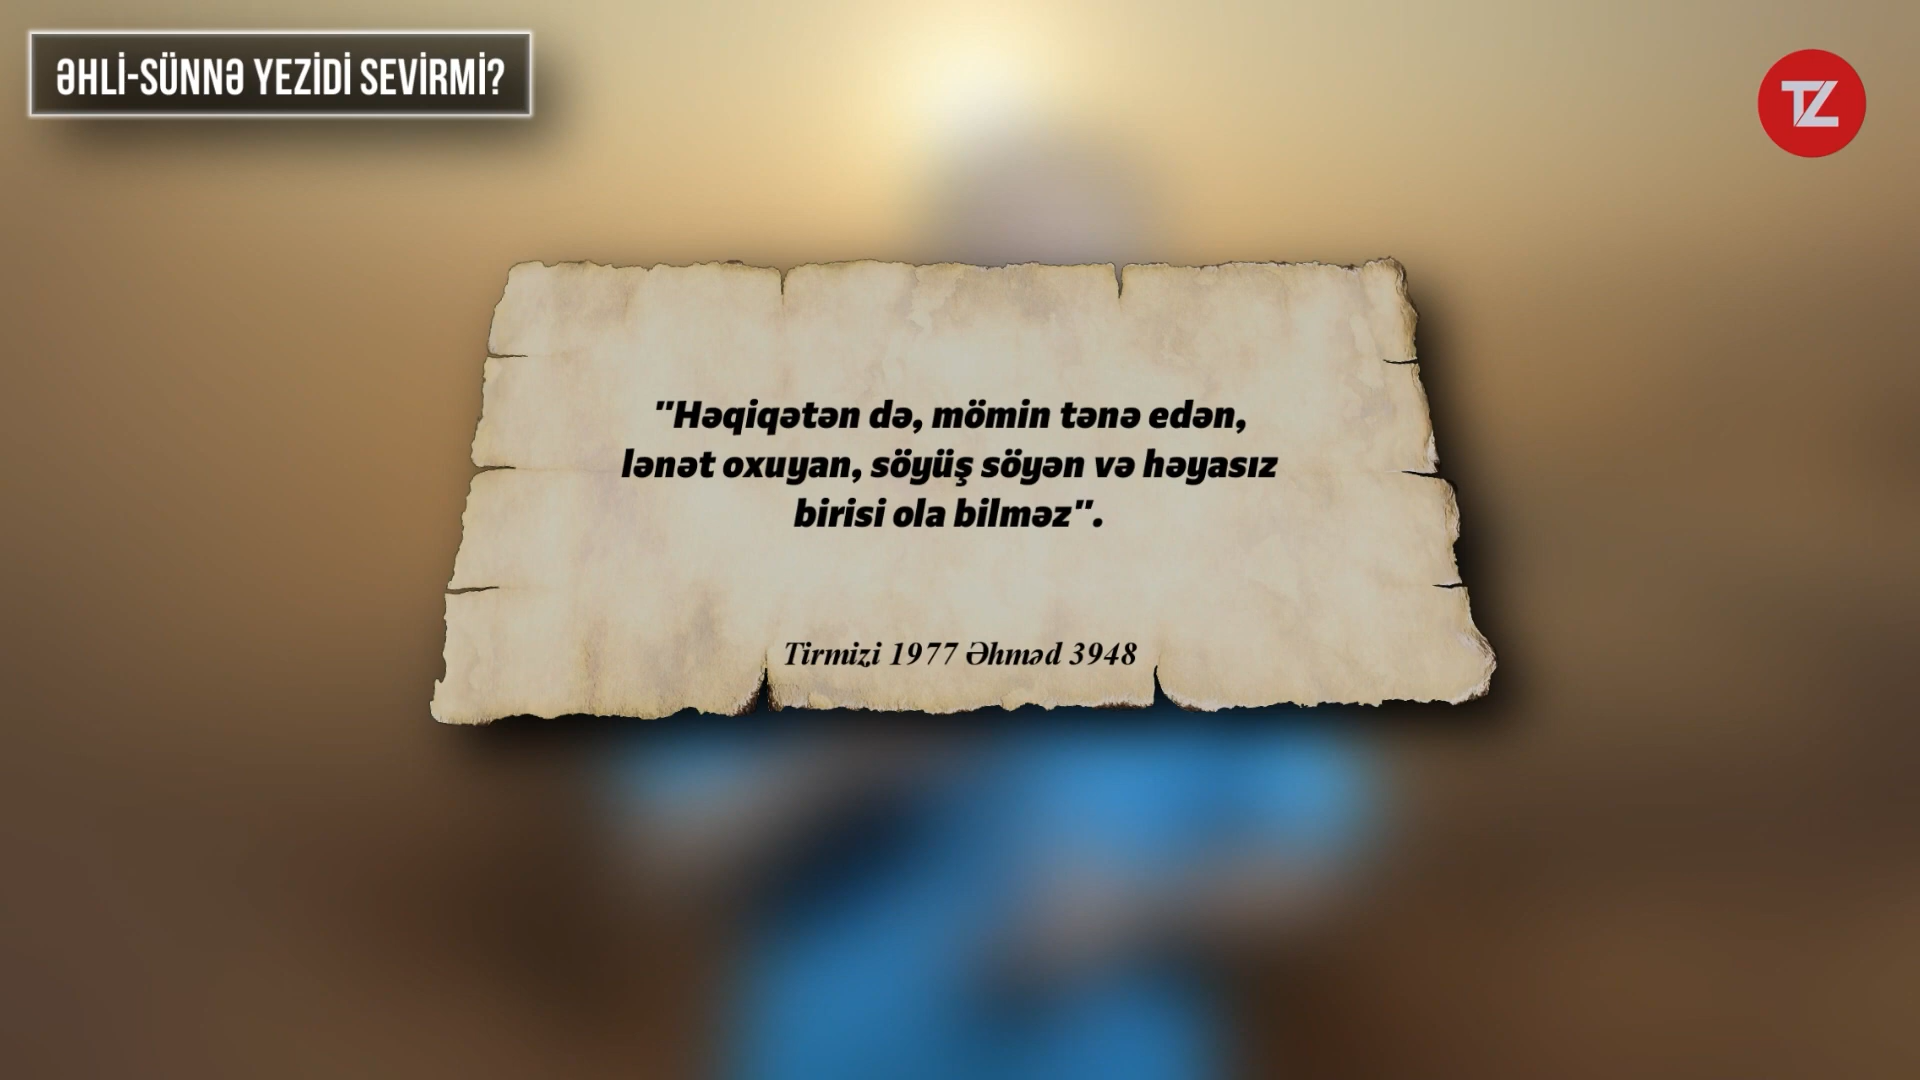 ƏHLİ-SÜNNƏ YEZİDİ SEVİRMİ?
TZ
"Həqiqətən də, mömin tənə edən,
lənət oxuyan, söyüş söyən və həyasız
birisi ola bilməz".
Tirmizi 1977 Əhməd 3948